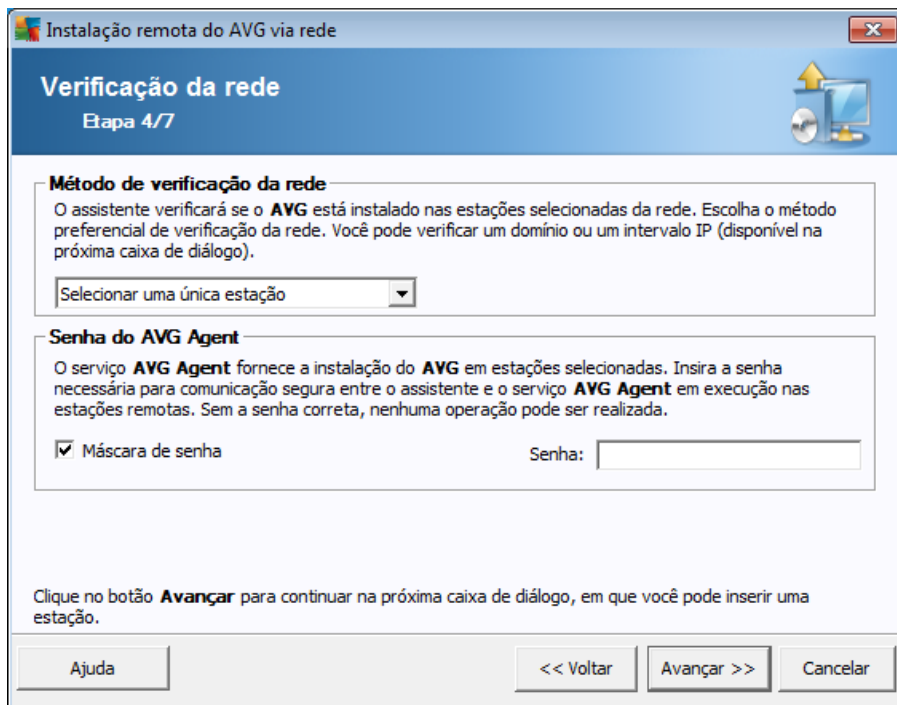 Instalação remota do AVG via rede
Verificação da rede
Etapa 4/7
Método de verificação da rede
O assistente verificará se o AVG está instalado nas estações selecionadas da rede. Escolha o método
preferencial de verificação da rede. Você pode verificar um domínio ou um intervalo IP (disponível na
próxima caixa de diálogo).
Selecionar uma única estação
Senha do AVG Agent
O serviço AVG Agent fornece a instalação do AVG em estações selecionadas. Insira a senha
necessária para comunicação segura entre o assistente e o serviço AVG Agent em execução nas
estações remotas. Sem a senha correta, nenhuma operação pode ser realizada.
Máscara de senha
Senha:
Clique no botão Avançar para continuar na próxima caixa de diálogo, em que você pode inserir uma
estação.
Ajuda
<< Voltar
Avançar >>
Cancelar